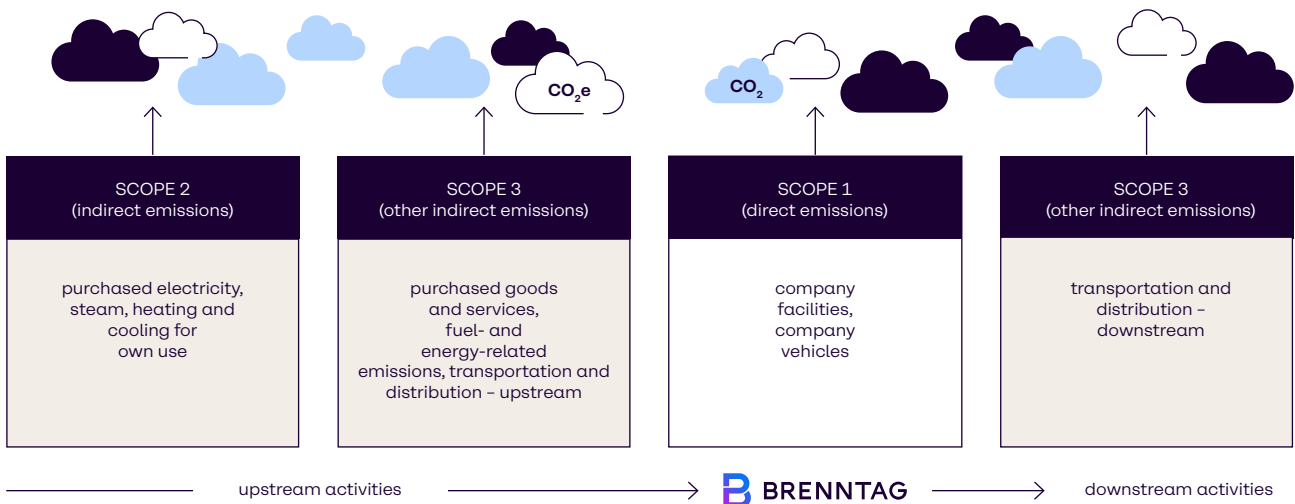 CO₂e
CO₂
SCOPE 2
(indirect emissions)
purchased electricity,
steam, heating and
cooling for
own use
SCOPE 3
(other indirect emissions)
purchased goods
and services,
fuel- and
energy-related
emissions, transportation and
distribution – upstream
SCOPE 1
(direct emissions)
company
facilities,
company
vehicles
SCOPE 3
(other indirect emissions)
transportation and
distribution –
downstream
upstream activities
BRENNTAG
downstream activities